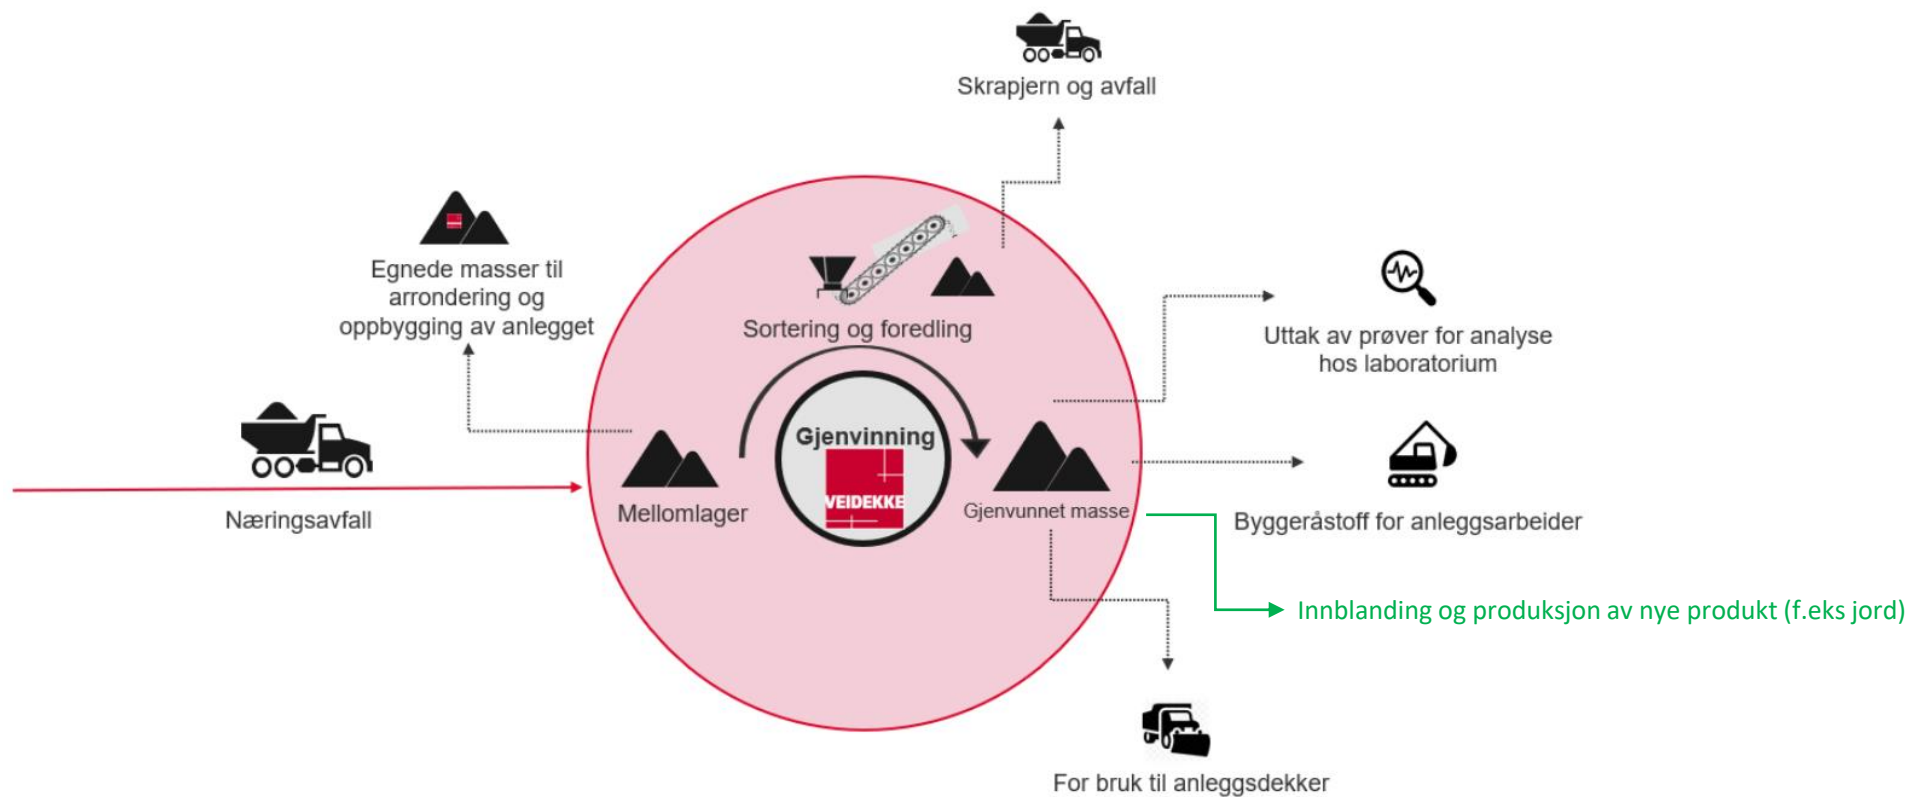 Skrapjern og avfall
Egnede masser til
arrondering og
oppbygging av anlegget
Sortering og foredling
Uttak av prøver for analyse
hos laboratorium
Gjenvinning
VEIDEKKE
Næringsavfall
Mellomlager
Gjenvunnet masse
Byggeråstoff for anleggsarbeider
Innblanding og produksjon av nye produkt (f.eks jord)
For bruk til anleggsdekker